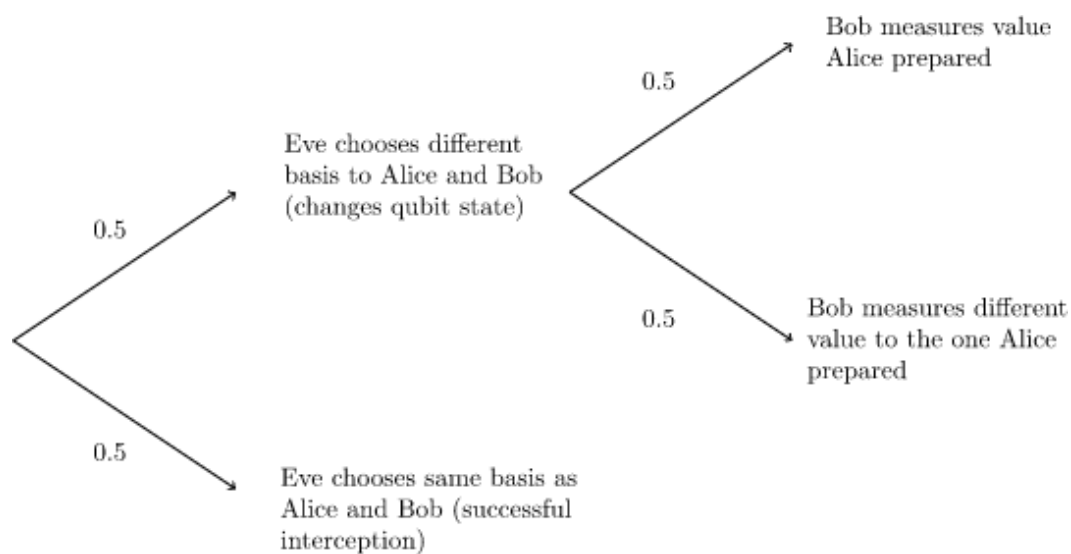 Bob measures value
Alice prepared
0.5
Eve chooses different
basis to Alice and Bob
(changes qubit state)
0.5
Bob measures different
value to the one Alice
prepared
0.5
0.5
Eve chooses same basis as
Alice and Bob (successful
interception)